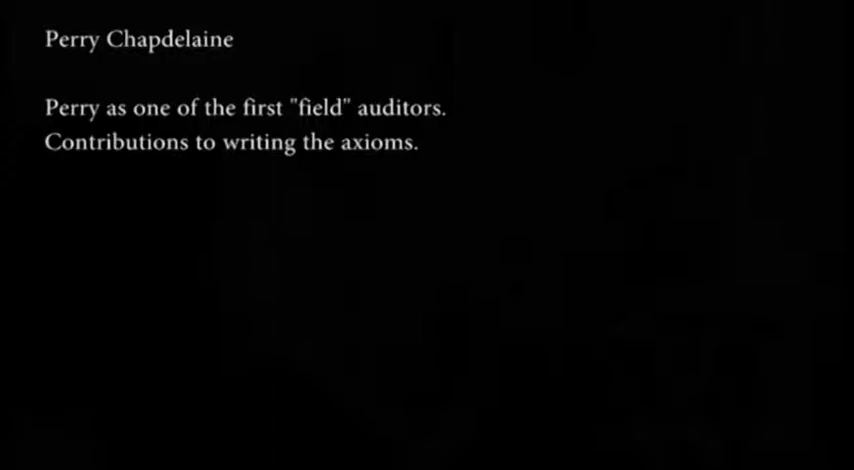 Perry Chapdelaine
Perry as one of the first "field" auditors.
Contributions to writing the axioms.